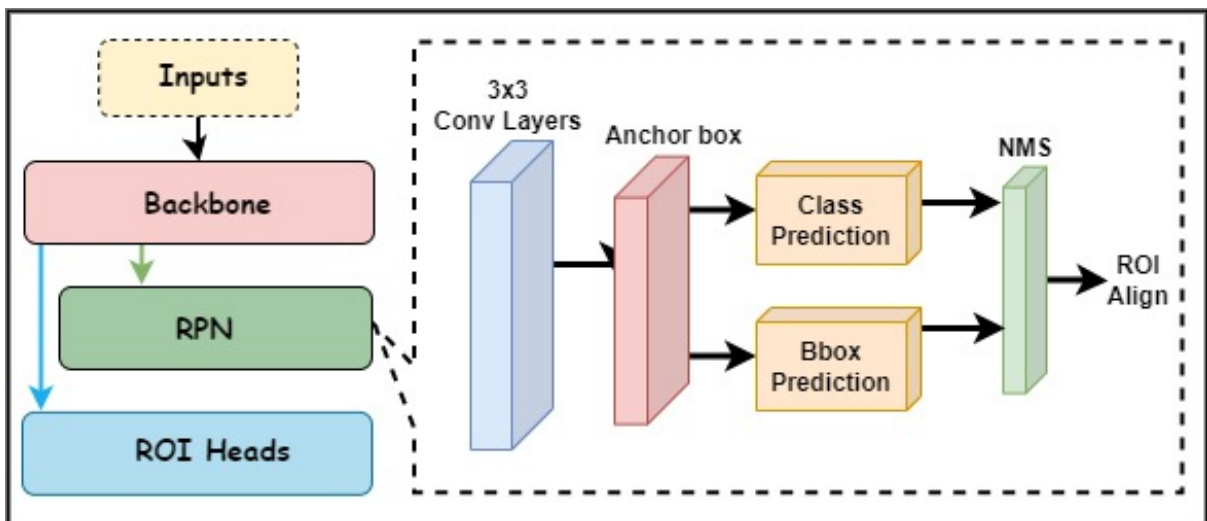 Inputs
Backbone
RPN
ROI Heads
3x3
Conv Layers
Anchor box
Class
Prediction
Bbox
Prediction
NMS
ROI
Align